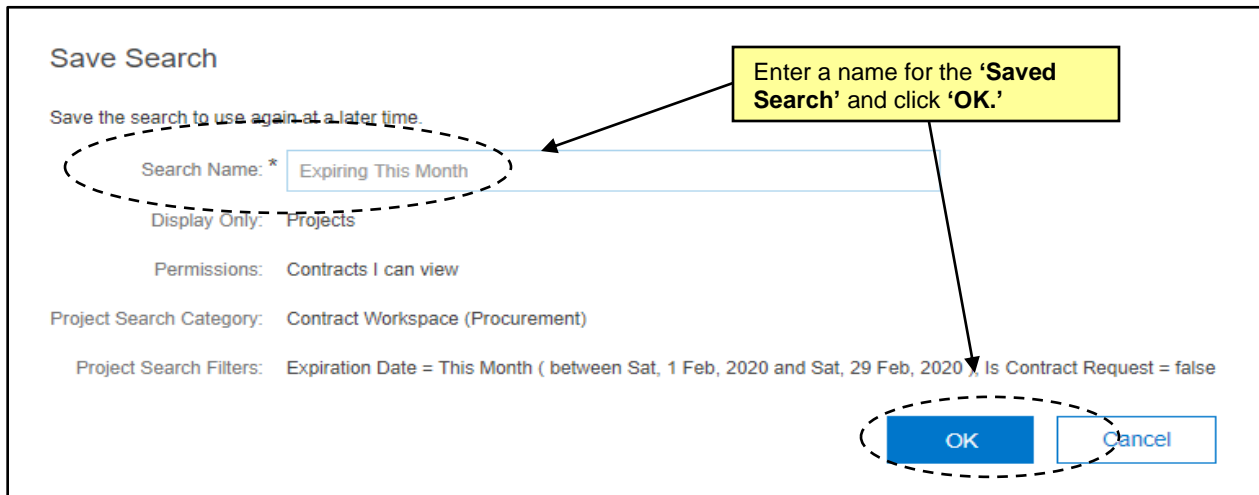 Save Search
Enter a name for the ‘Saved
Search’ and click ‘OK.’
Save the search to use again at a later time.
Search Name: * Expiring This Month
Display Only: Projects
Permissions: Contracts I can view
Project Search Category: Contract Workspace (Procurement)
Project Search Filters: Expiration Date = This Month ( between Sat, 1 Feb, 2020 and Sat, 29 Feb, 2020 ), Is Contract Request = false
OK Cancel